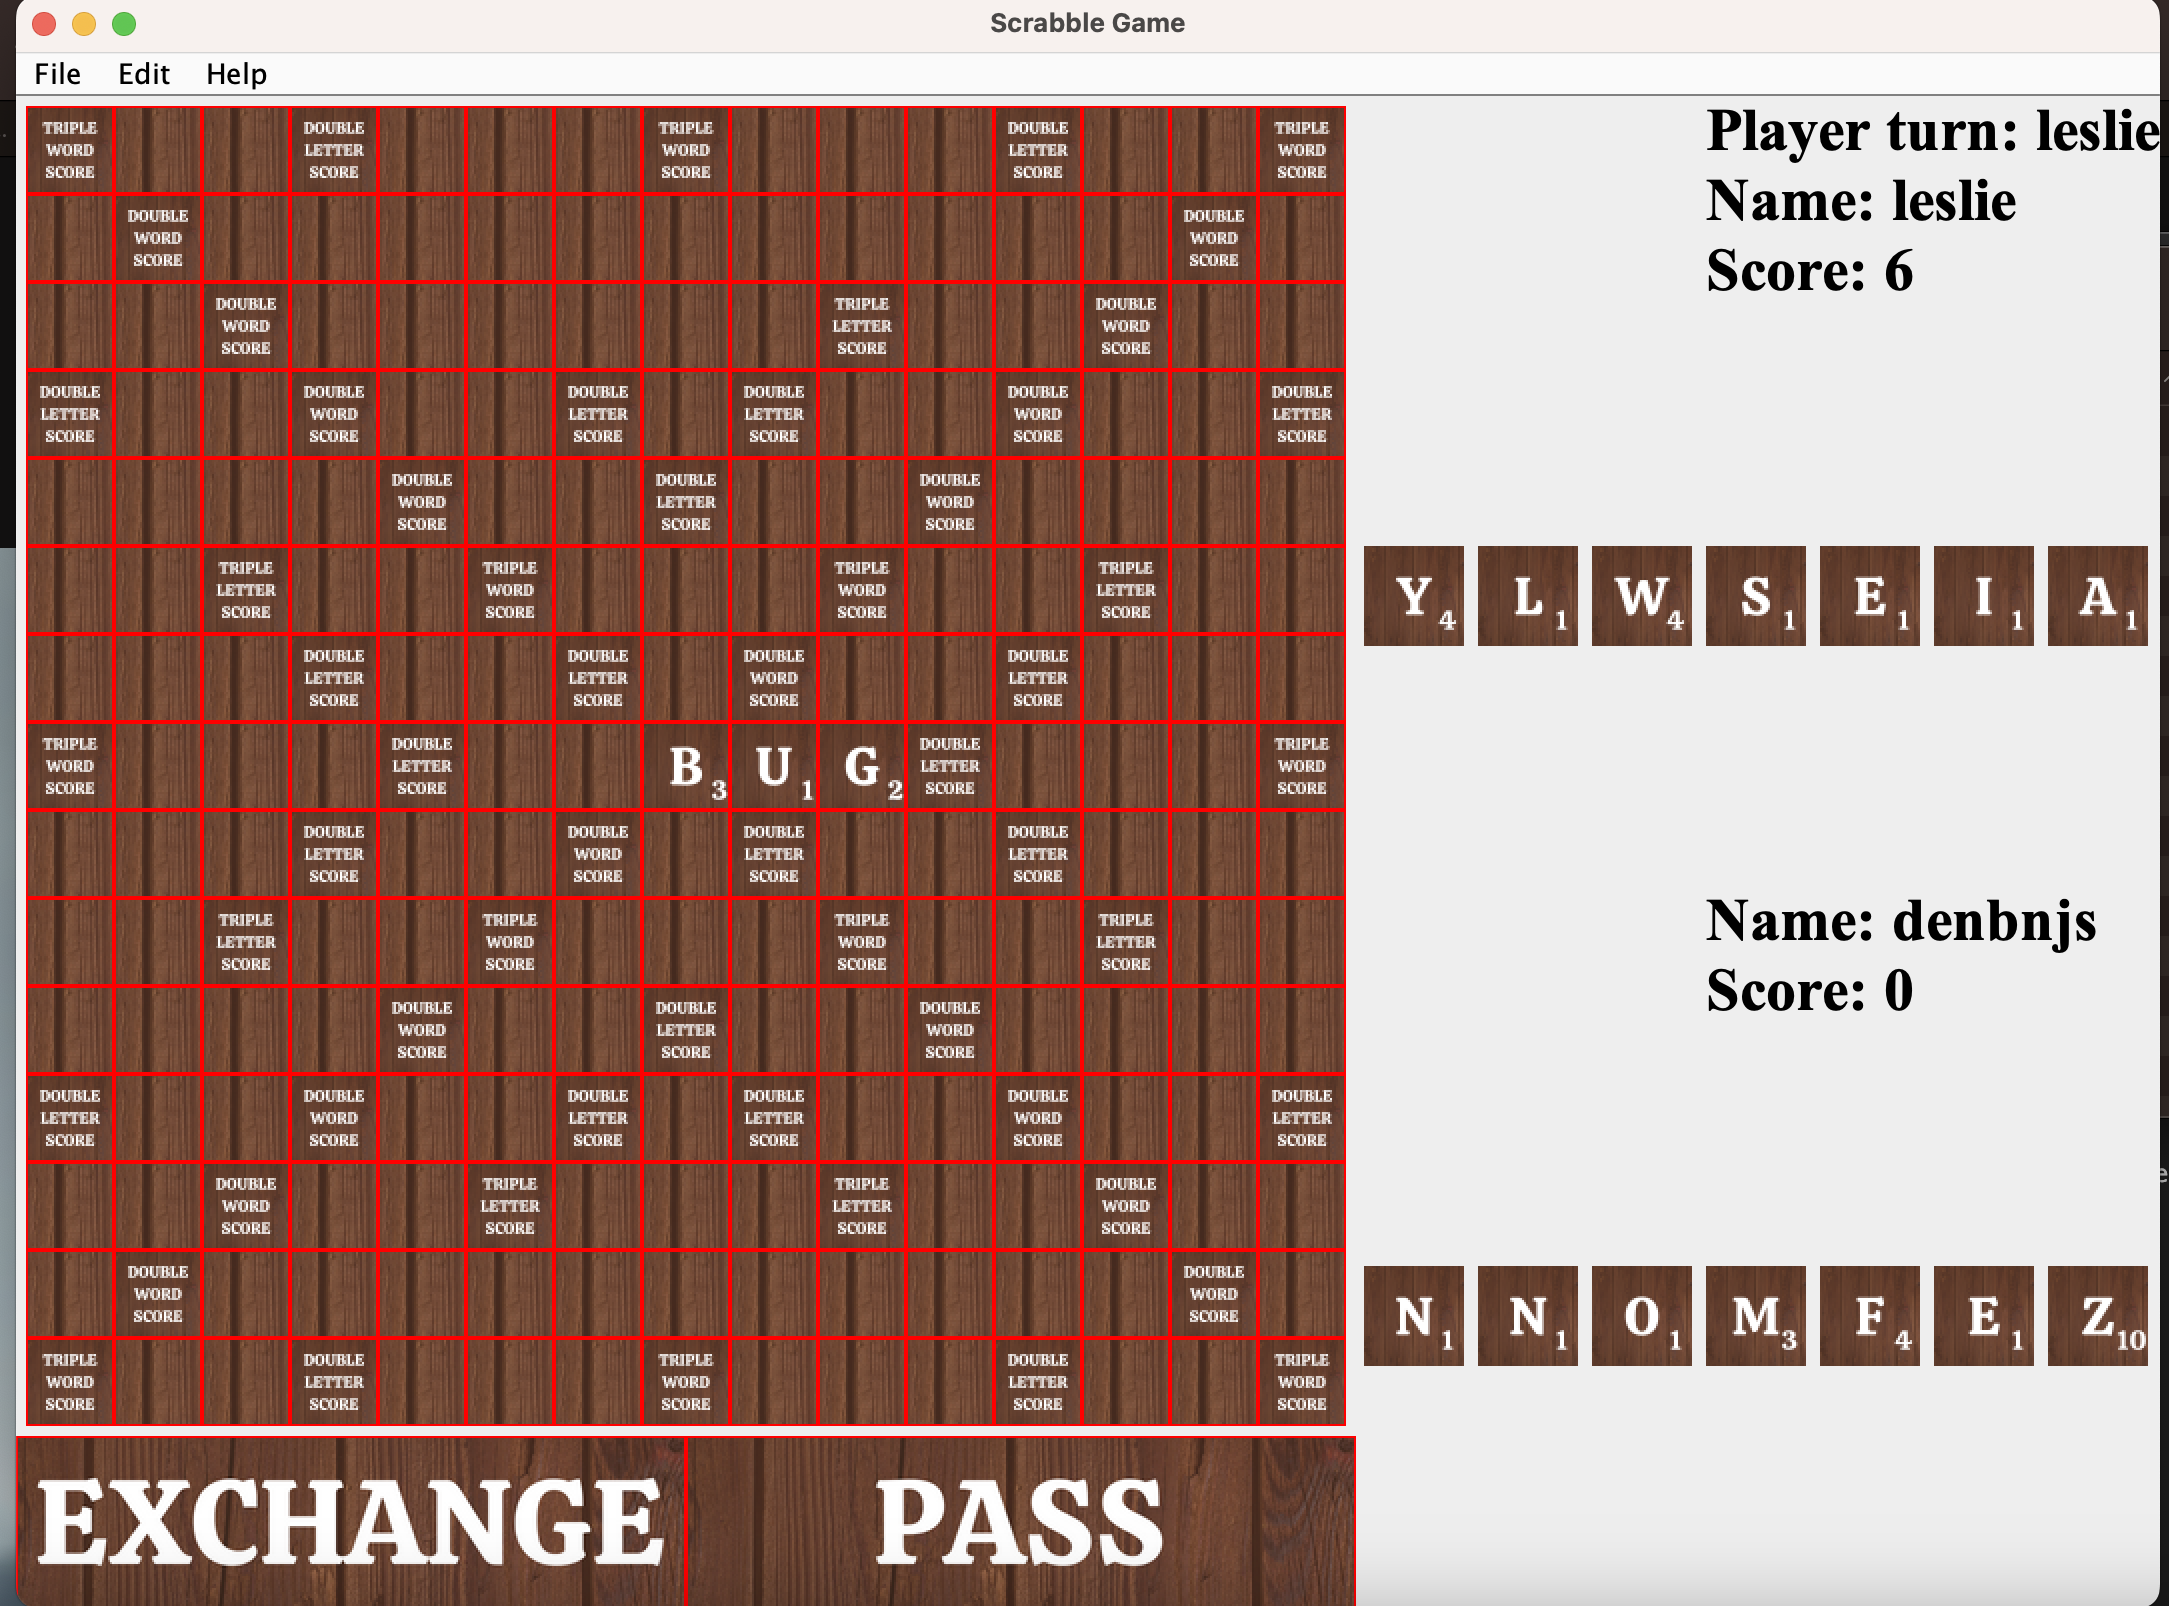 Scrabble Game
File Edit Help
TRIPLE DOUBLE TRIPLE DOUBLE TRIPLE
WORD LETTER WORD LETTER WORD
SCORE SCORE SCORE SCORE SCORE
DOUBLE DOUBLE
WORD WORD
SCORE SCORE
DOUBLE TRIPLE DOUBLE
WORD LETTER WORD
SCORE SCORE SCORE
DOUBLE DOUBLE DOUBLE DOUBLE DOUBLE DOUBLE
LETTER WORD LETTER LETTER WORD LETTER
SCORE SCORE SCORE SCORE SCORE SCORE
DOUBLE DOUBLE DOUBLE
WORD LETTER WORD
SCORE SCORE SCORE
TRIPLE TRIPLE TRIPLE TRIPLE
LETTER WORD WORD LETTER
SCORE SCORE SCORE SCORE
DOUBLE DOUBLE DOUBLE DOUBLE
LETTER LETTER WORD LETTER
SCORE SCORE SCORE SCORE
TRIPLE DOUBLE DOUBLE TRIPLE
WORD LETTER B3 U1 G2 LETTER WORD
SCORE SCORE SCORE SCORE
DOUBLE DOUBLE DOUBLE DOUBLE
LETTER WORD LETTER LETTER
SCORE SCORE SCORE SCORE
TRIPLE TRIPLE TRIPLE TRIPLE
LETTER WORD WORD LETTER
SCORE SCORE SCORE SCORE
DOUBLE DOUBLE DOUBLE
WORD LETTER WORD
SCORE SCORE SCORE
DOUBLE DOUBLE DOUBLE DOUBLE DOUBLE DOUBLE
LETTER WORD LETTER LETTER WORD LETTER
SCORE SCORE SCORE SCORE SCORE SCORE
DOUBLE TRIPLE TRIPLE DOUBLE
WORD LETTER LETTER WORD
SCORE SCORE SCORE SCORE
DOUBLE DOUBLE
WORD WORD
SCORE SCORE
TRIPLE DOUBLE TRIPLE DOUBLE TRIPLE
WORD LETTER WORD LETTER WORD
SCORE SCORE SCORE SCORE SCORE
EXCHANGE PASS
Player turn: leslie
Name: leslie
Score: 6
Y4 L1 W4 S1 E1 I1 A1
Name: denbnjs
Score: 0
N1 N1 O1 M3 F4 E1 Z10